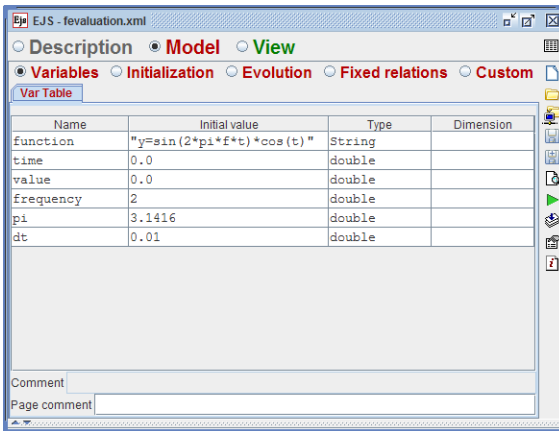 Ejs EJS - fevaluation.xml
Description Model View
Variables Initialization Evolution Fixed relations Custom
Var Table
Name Initial value Type Dimension
function "y=sin(2*pi*f*t)*cos(t)" String
time 0.0 double
value 0.0 double
frequency 2 double
pi 3.1416 double
dt 0.01 double
Comment
Page comment